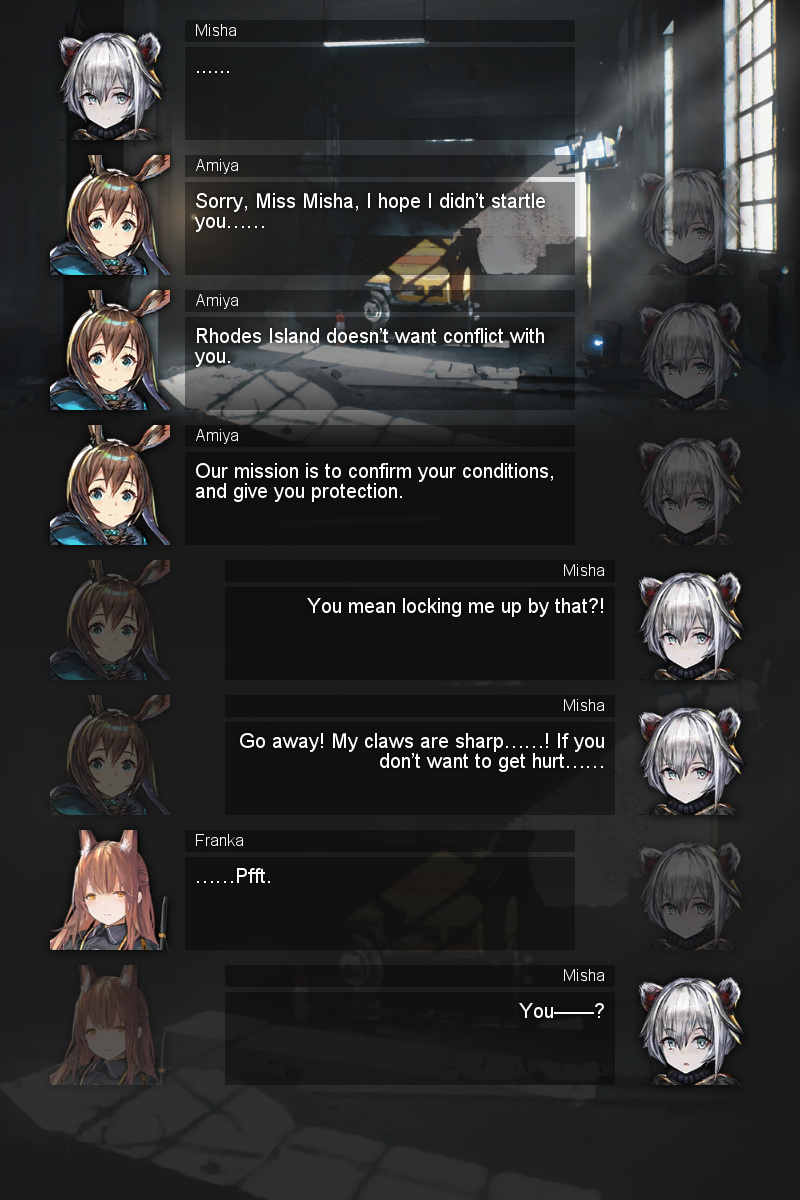 Misha
……
Amiya
Sorry, Miss Misha, I hope I didn't startle
you……
Amiya
Rhodes Island doesn't want conflict with
you.
Amiya
Our mission is to confirm your conditions,
and give you protection.
Misha
You mean locking me up by that?!
Misha
Go away! My claws are sharp……! If you
don't want to get hurt……
Franka
……Pfft.
Misha
You——?